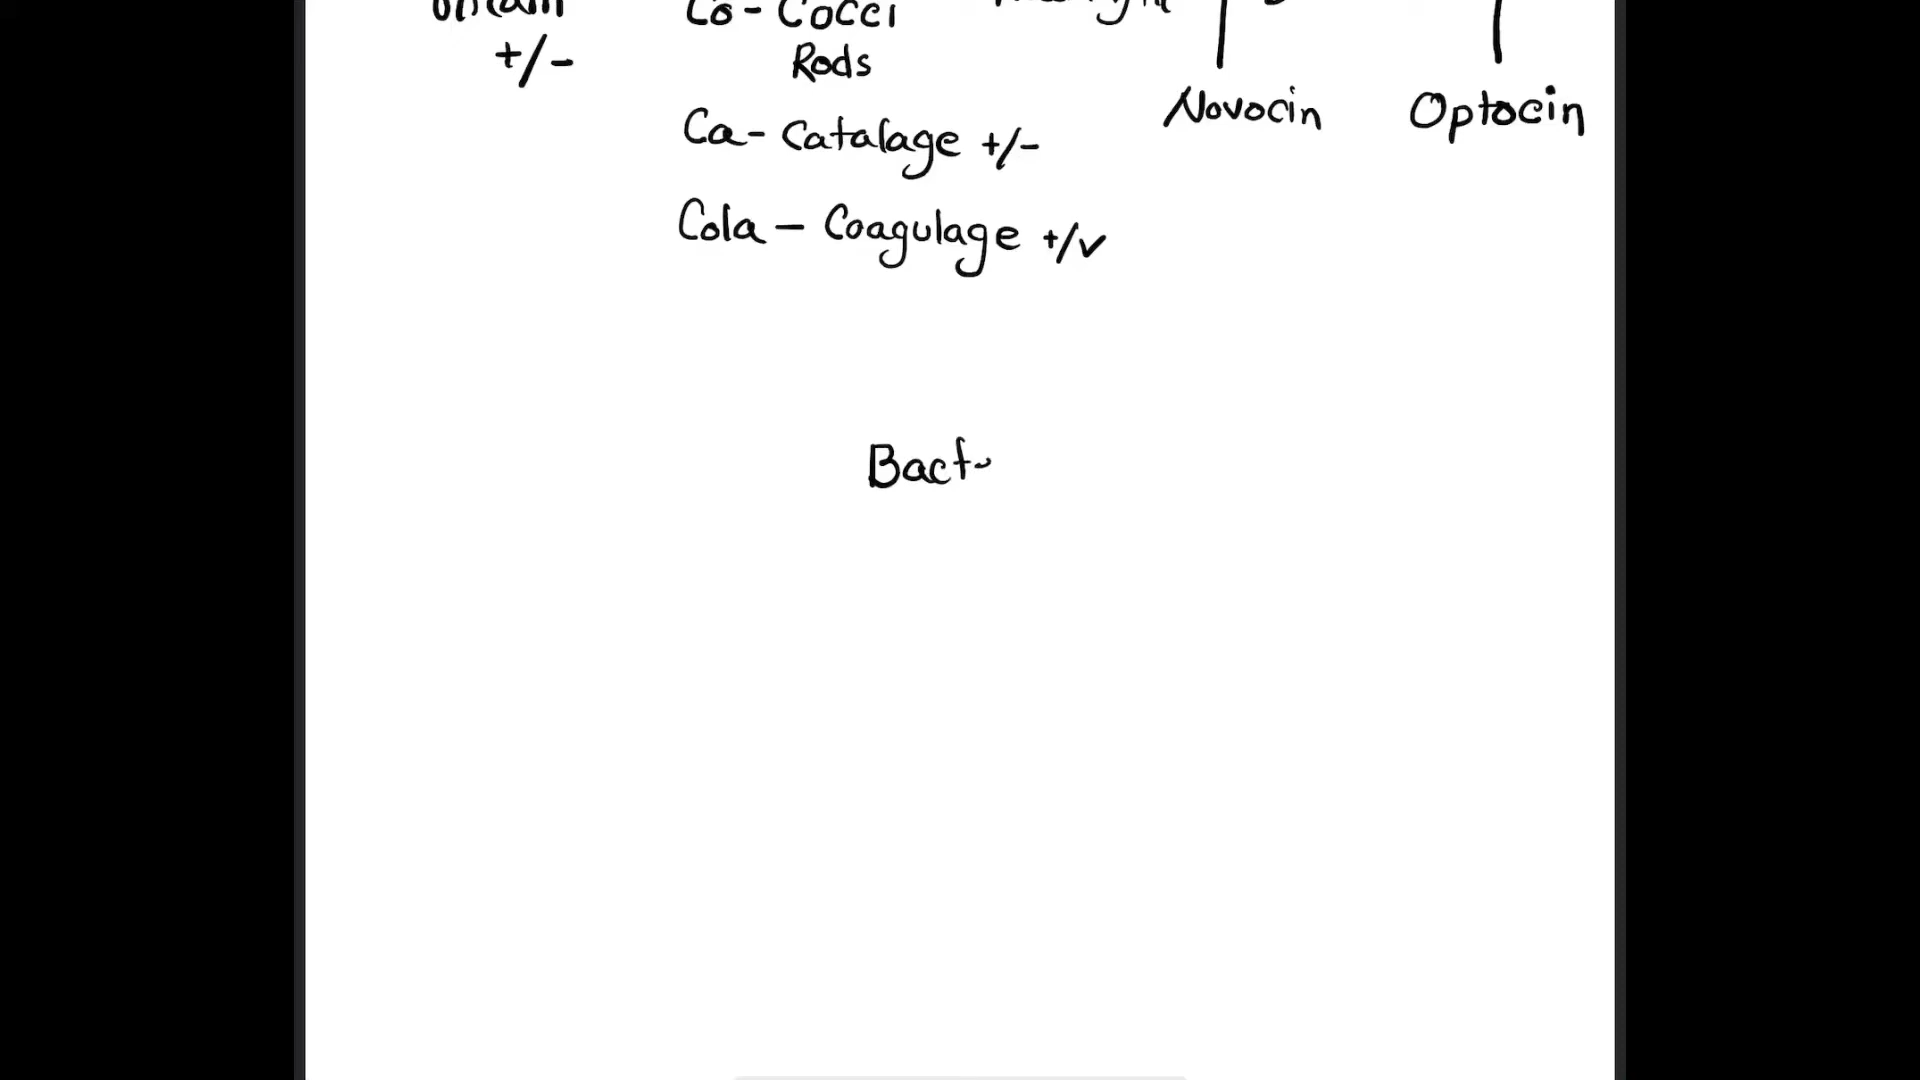 +/-
Co - Cocci
Rods
Ca - Catalage +/-
Cola - Coagulage +/✓
Novocin
Optocin
Bact